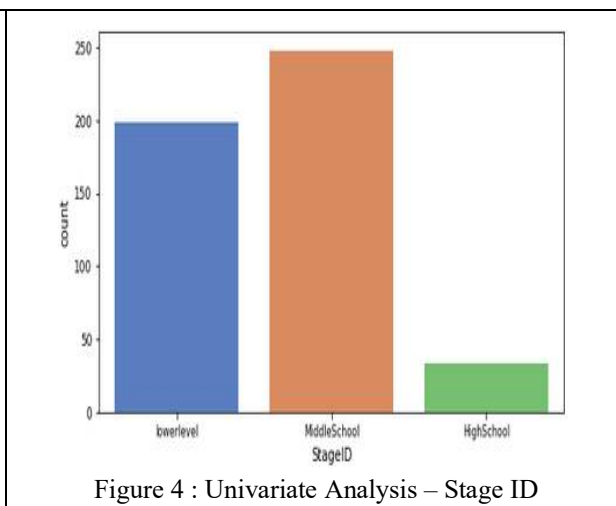 250
200
150
100
50
0
count
lowerlevel MiddleSchool HighSchool
StageID
Figure 4 : Univariate Analysis – Stage ID